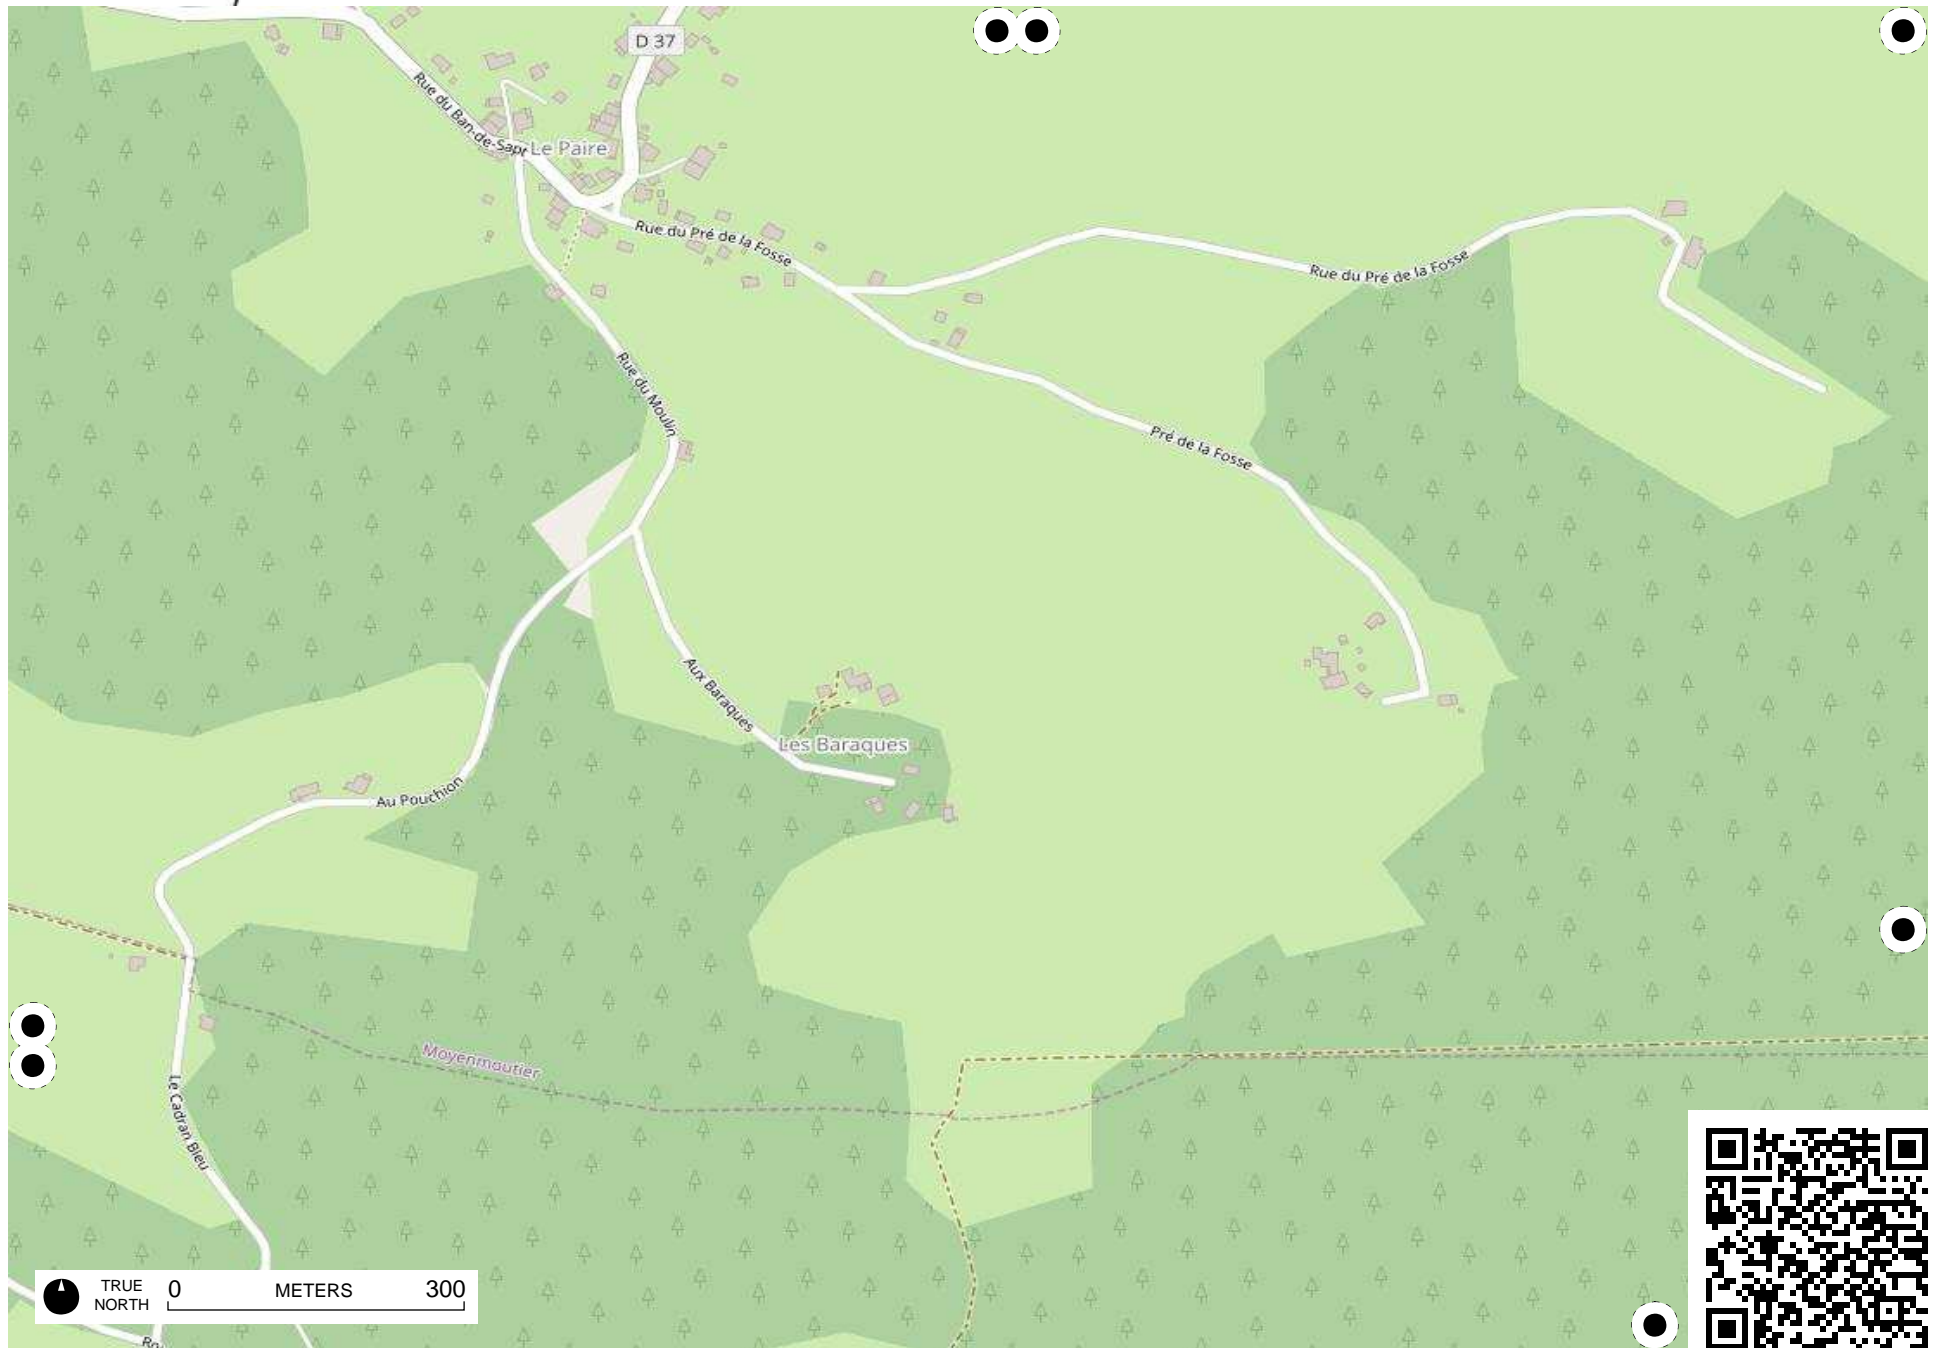 D 37
Rue du Ban-de-Sapt
Le Paire
Rue du Pré de la Fosse
Rue du Pré de la Fosse
Rue du Moulin
Pré de la Fosse
Aux Baraques
Les Baraques
Au Pouchion
Moyenmoutier
Le Cadran Bleu
TRUE NORTH
0 METERS 300